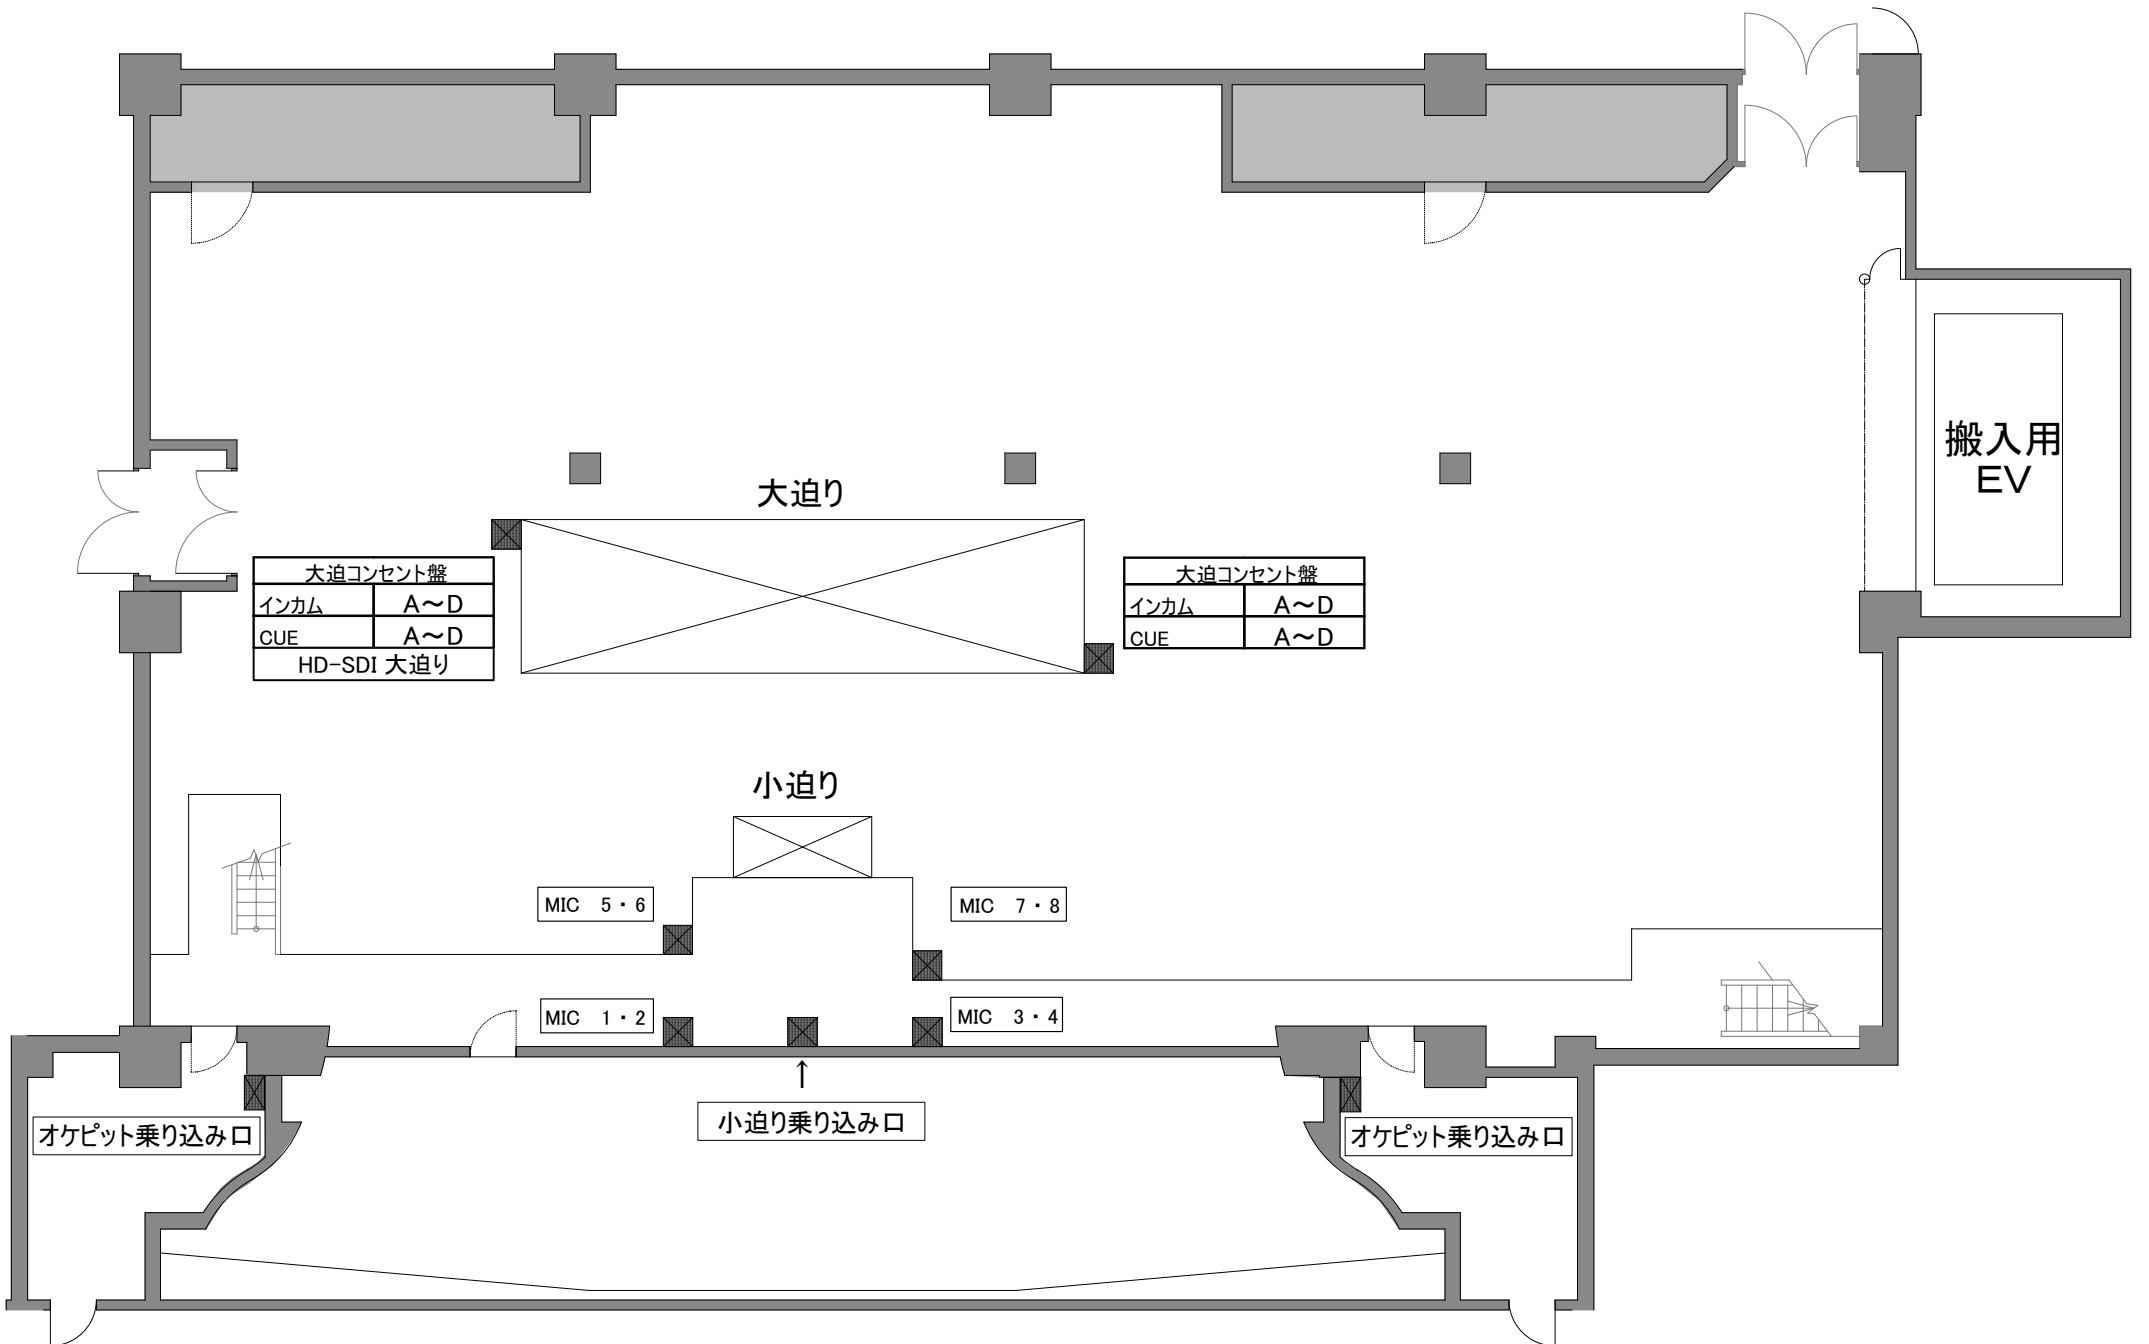 搬入用
EV
大迫り
大迫コンセント盤
インカム A～D
CUE A～D
HD-SDI 大迫り
大迫コンセント盤
インカム A～D
CUE A～D
小迫り
MIC 5・6
MIC 7・8
MIC 1・2
MIC 3・4
↑
小迫り乗り込み口
オケピット乗り込み口
オケピット乗り込み口